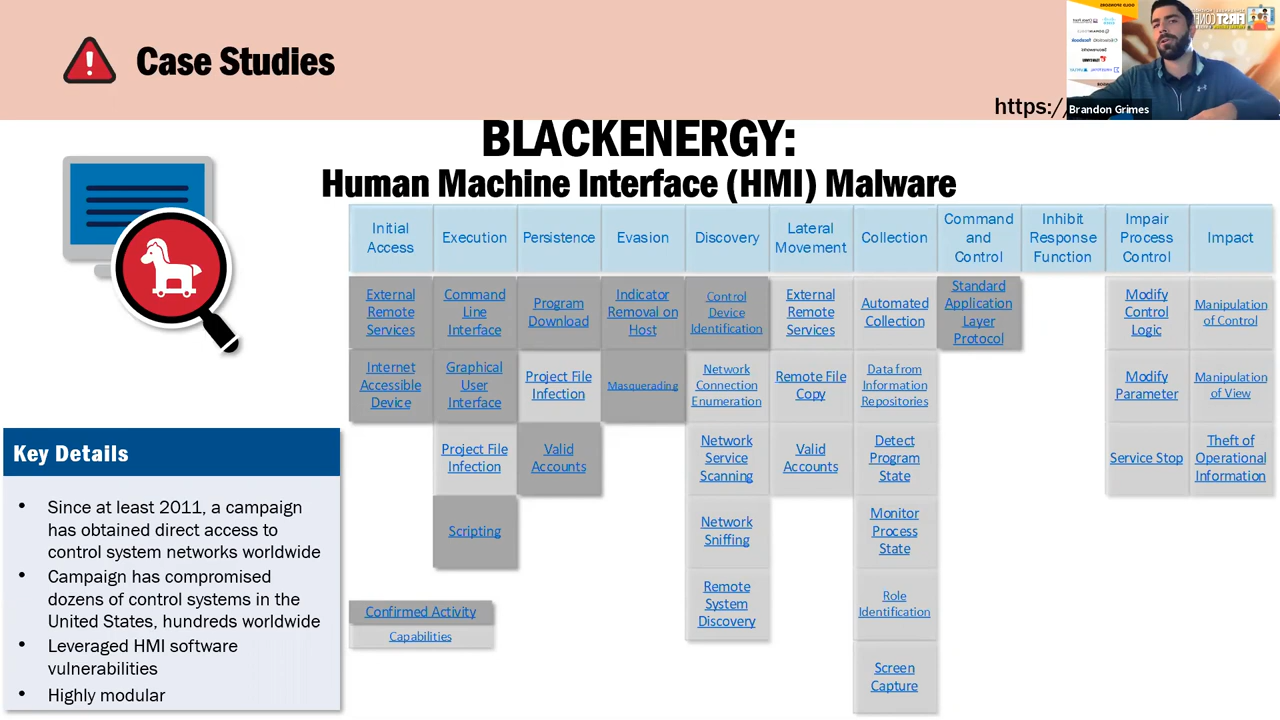 Case Studies
https:/
Brandon Grimes
BLACKENERGY:
Human Machine Interface (HMI) Malware
Initial
Access
Execution
Persistence
Evasion
Discovery
Lateral
Movement
Collection
Command
and
Control
Inhibit
Response
Function
Impair
Process
Control
Impact
External
Remote
Services
Command
Line
Interface
Program
Download
Indicator
Removal on
Host
Control
Device
Identification
External
Remote
Services
Automated
Collection
Standard
Application
Layer
Protocol
Modify
Control
Logic
Manipulation
of Control
Internet
Accessible
Device
Graphical
User
Interface
Project File
Infection
Masquerading
Network
Connection
Enumeration
Remote File
Copy
Data from
Information
Repositories
Modify
Parameter
Manipulation
of View
Project File
Infection
Valid
Accounts
Network
Service
Scanning
Valid
Accounts
Detect
Program
State
Service Stop
Theft of
Operational
Information
Scripting
Network
Sniffing
Monitor
Process
State
Remote
System
Discovery
Role
Identification
Screen
Capture
Confirmed Activity
Capabilities
Key Details
• Since at least 2011, a campaign
has obtained direct access to
control system networks worldwide
• Campaign has compromised
dozens of control systems in the
United States, hundreds worldwide
• Leveraged HMI software
vulnerabilities
• Highly modular